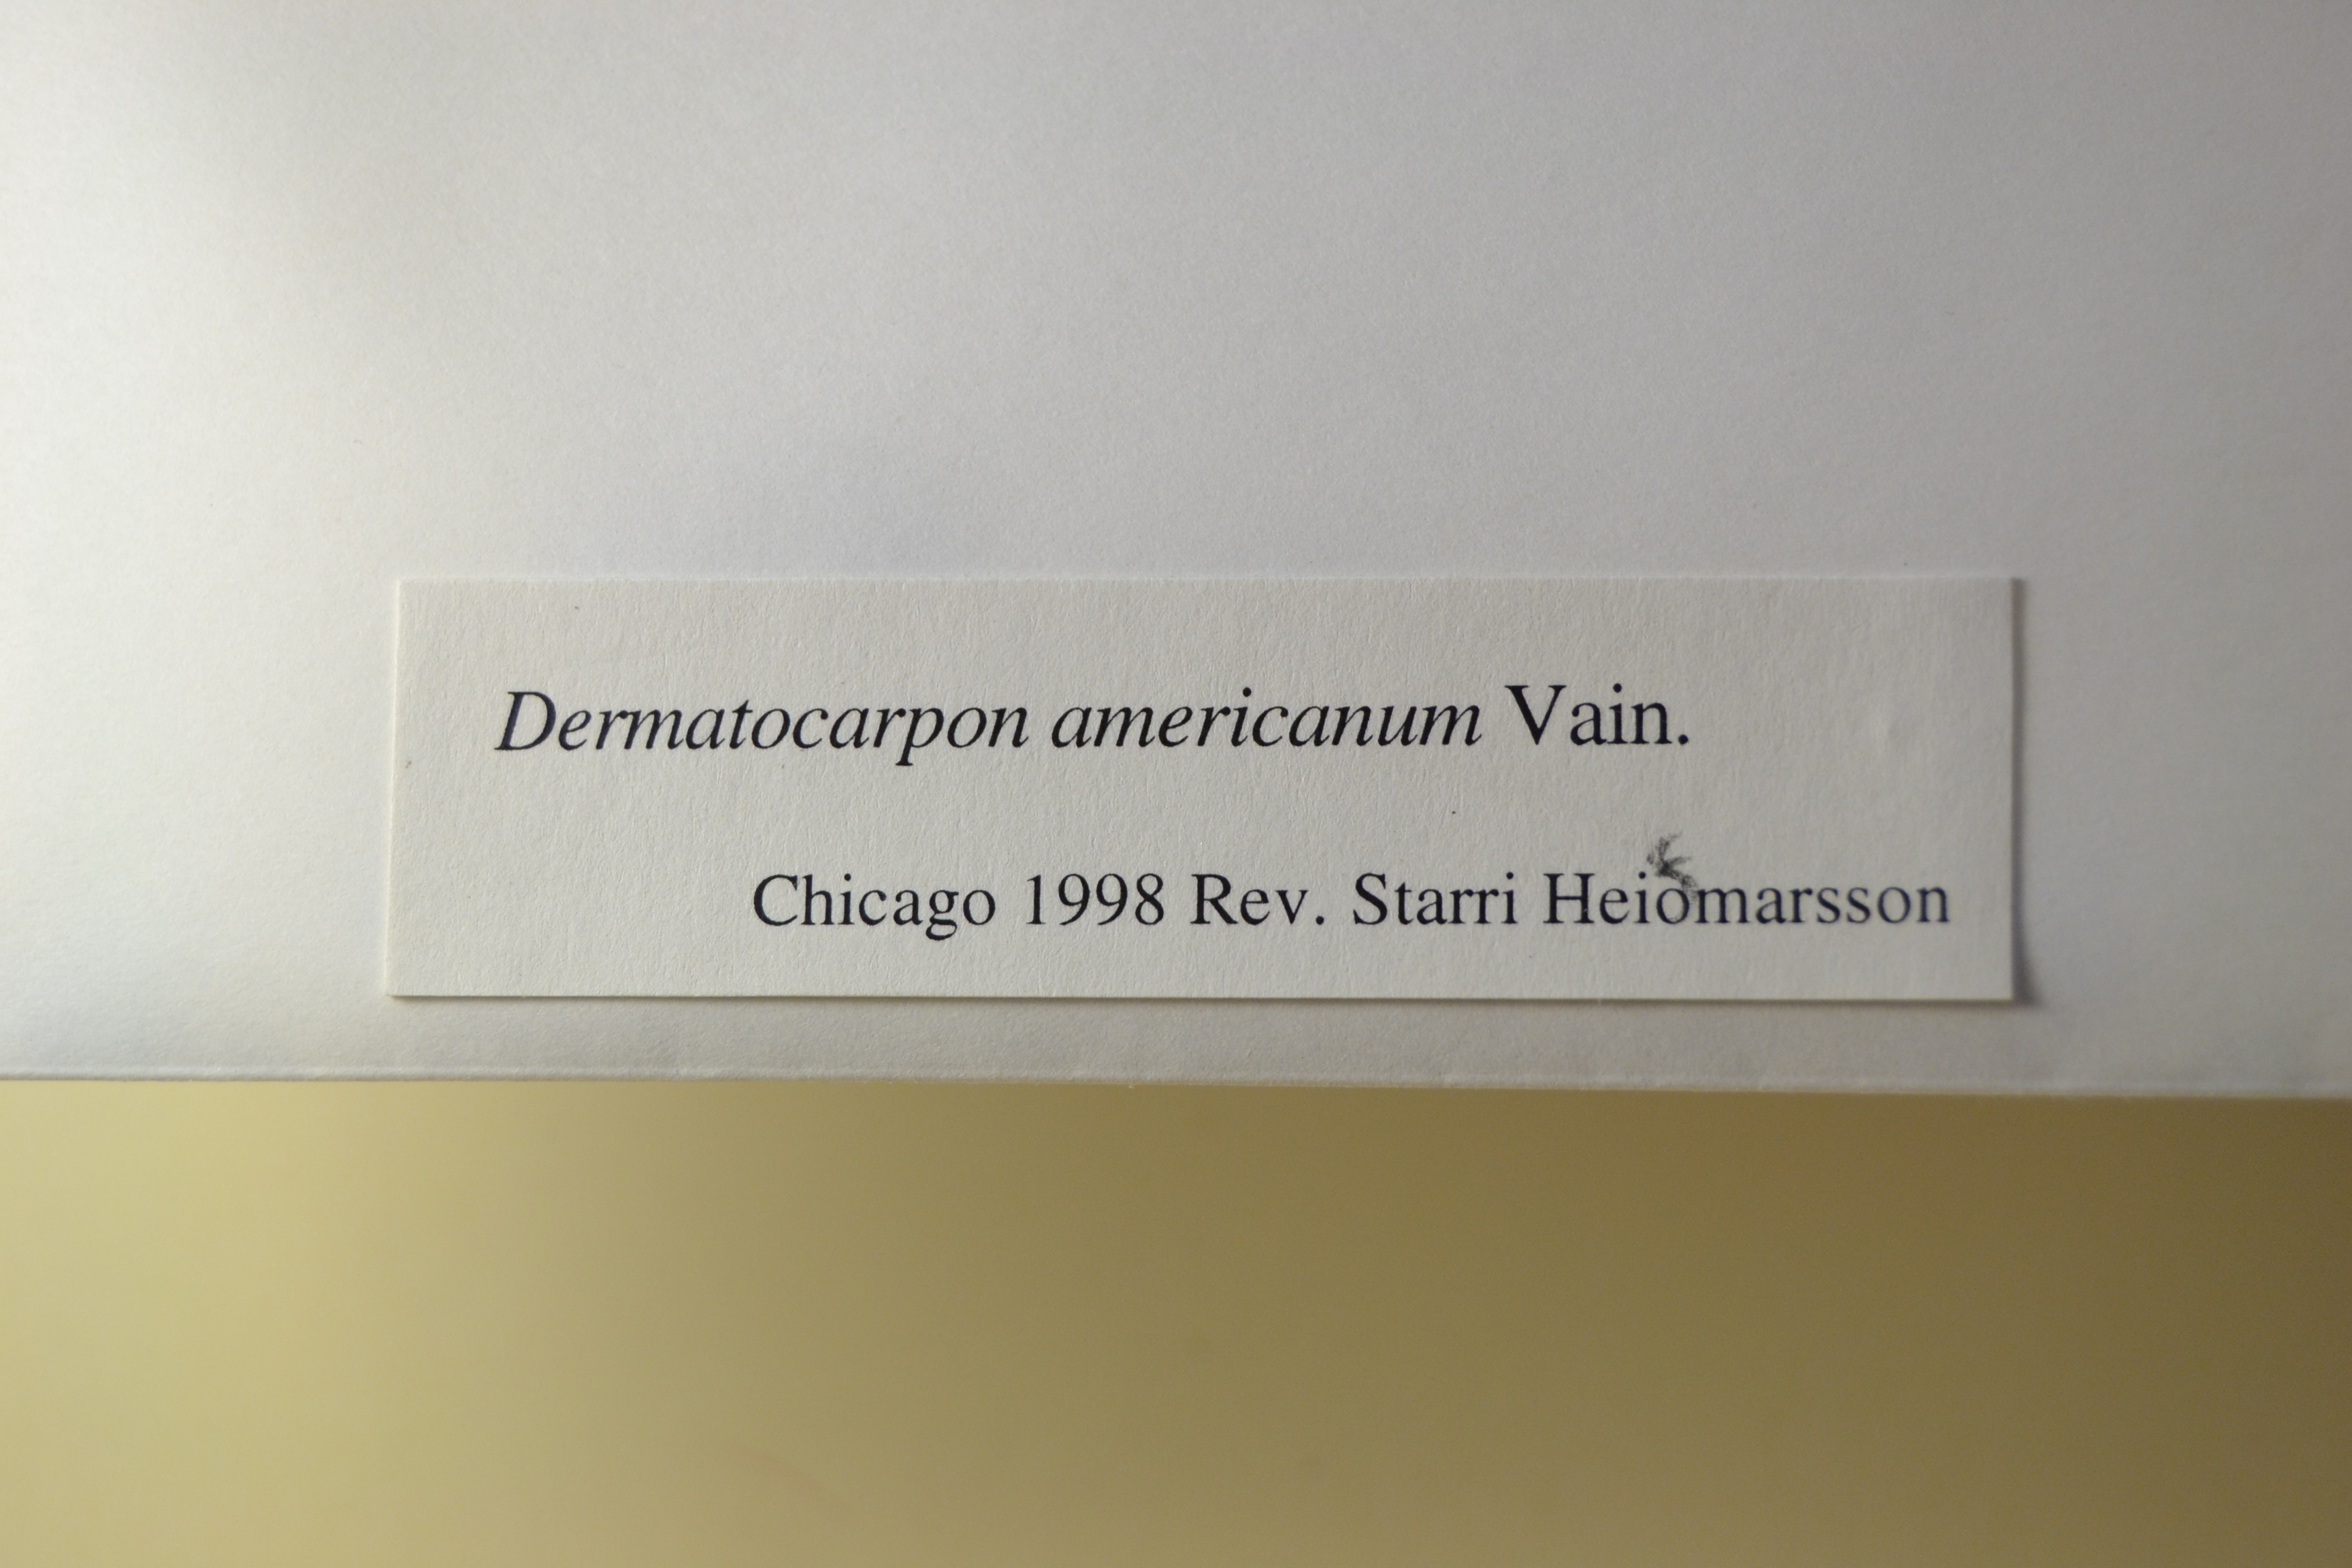 Dermatocarpon americanum Vain.
Chicago 1998 Rev. Starri Heiðmarsson